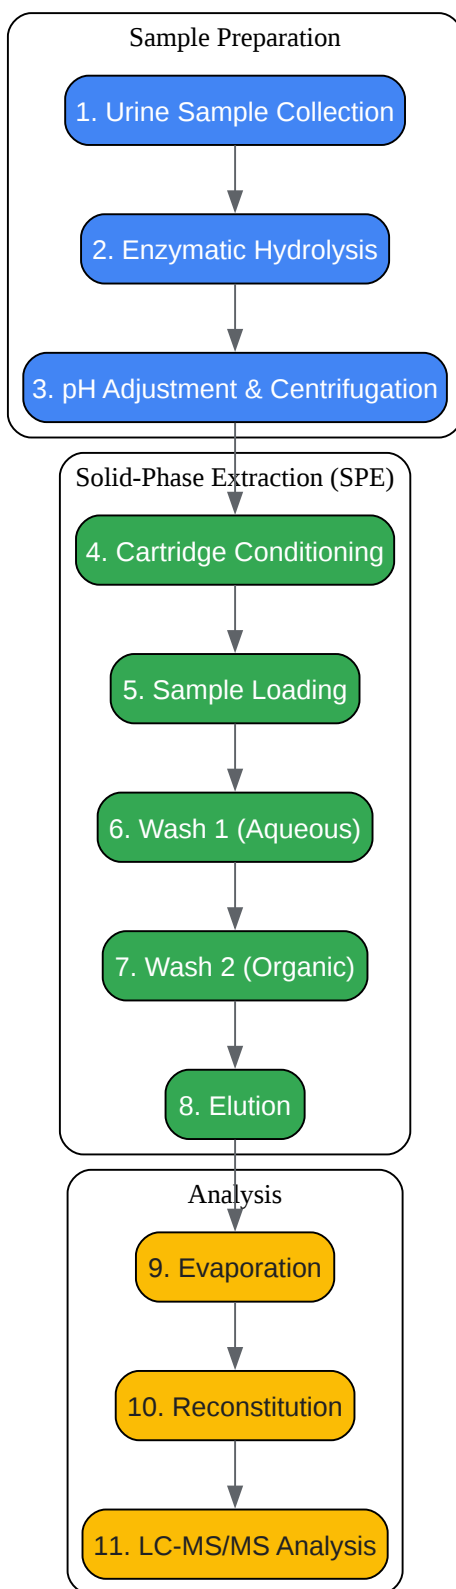 Sample Preparation
1. Urine Sample Collection
2. Enzymatic Hydrolysis
3. pH Adjustment & Centrifugation
Solid-Phase Extraction (SPE)
4. Cartridge Conditioning
5. Sample Loading
6. Wash 1 (Aqueous)
7. Wash 2 (Organic)
8. Elution
Analysis
9. Evaporation
10. Reconstitution
11. LC-MS/MS Analysis